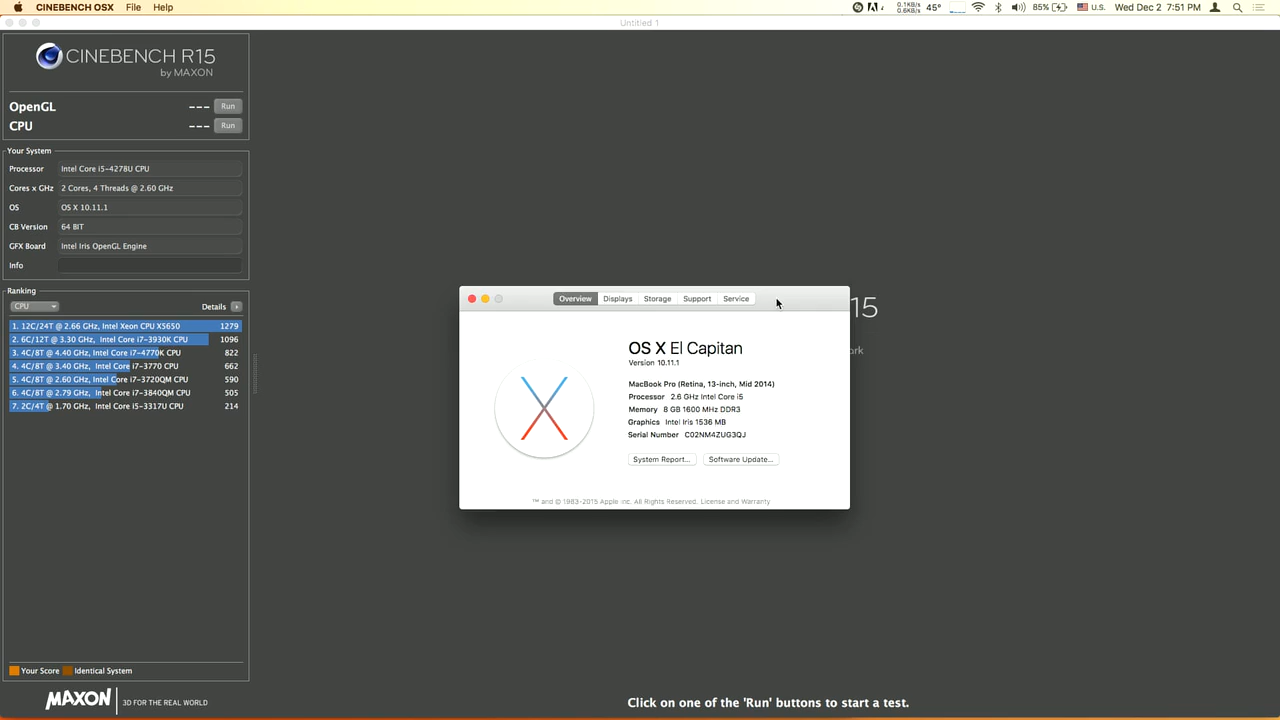 CINEBENCH OSX File Help
0.1KB/s
0.6KB/s
45° 85% U.S. Wed Dec 2 7:51 PM
Untitled 1
CINEBENCH R15
by MAXON
OpenGL --- Run
CPU --- Run
Your System
Processor Intel Core i5-4278U CPU
Cores x GHz 2 Cores, 4 Threads @ 2.60 GHz
OS OS X 10.11.1
CB Version 64 BIT
GFX Board Intel Iris OpenGL Engine
Info
Ranking
CPU Details
1. 12C/24T @ 2.66 GHz, Intel Xeon CPU X5650 1279
2. 6C/12T @ 3.30 GHz, Intel Core i7-3930K CPU 1096
3. 4C/8T @ 4.40 GHz, Intel Core i7-4770K CPU 822
4. 4C/8T @ 3.40 GHz, Intel Core i7-3770 CPU 662
5. 4C/8T @ 2.60 GHz, Intel Core i7-3720QM CPU 590
6. 4C/8T @ 2.79 GHz, Intel Core i7-3840QM CPU 505
7. 2C/4T @ 1.70 GHz, Intel Core i5-3317U CPU 214
Your Score Identical System
MAXON 3D FOR THE REAL WORLD
Overview Displays Storage Support Service
15
OS X El Capitan
Version 10.11.1
MacBook Pro (Retina, 13-inch, Mid 2014)
Processor 2.6 GHz Intel Core i5
Memory 8 GB 1600 MHz DDR3
Graphics Intel Iris 1536 MB
Serial Number C02NM4ZUG3QJ
System Report... Software Update...
™ and © 1983-2015 Apple Inc. All Rights Reserved. License and Warranty
Click on one of the 'Run' buttons to start a test.